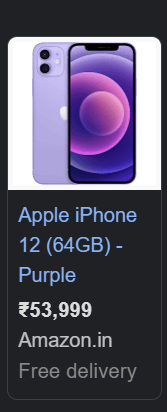 Apple iPhone
12 (64GB) -
Purple
₹53,999
Amazon.in
Free delivery